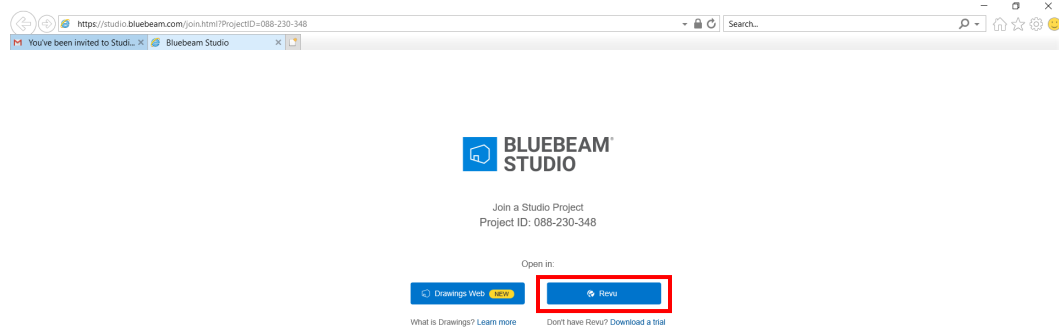 https://studio.bluebeam.com/join.html?ProjectID=088-230-348
Search...
You've been invited to Studi...
Bluebeam Studio
BLUEBEAM®
STUDIO
Join a Studio Project
Project ID: 088-230-348
Open in:
Drawings Web NEW
Revu
What is Drawings? Learn more
Don't have Revu? Download a trial